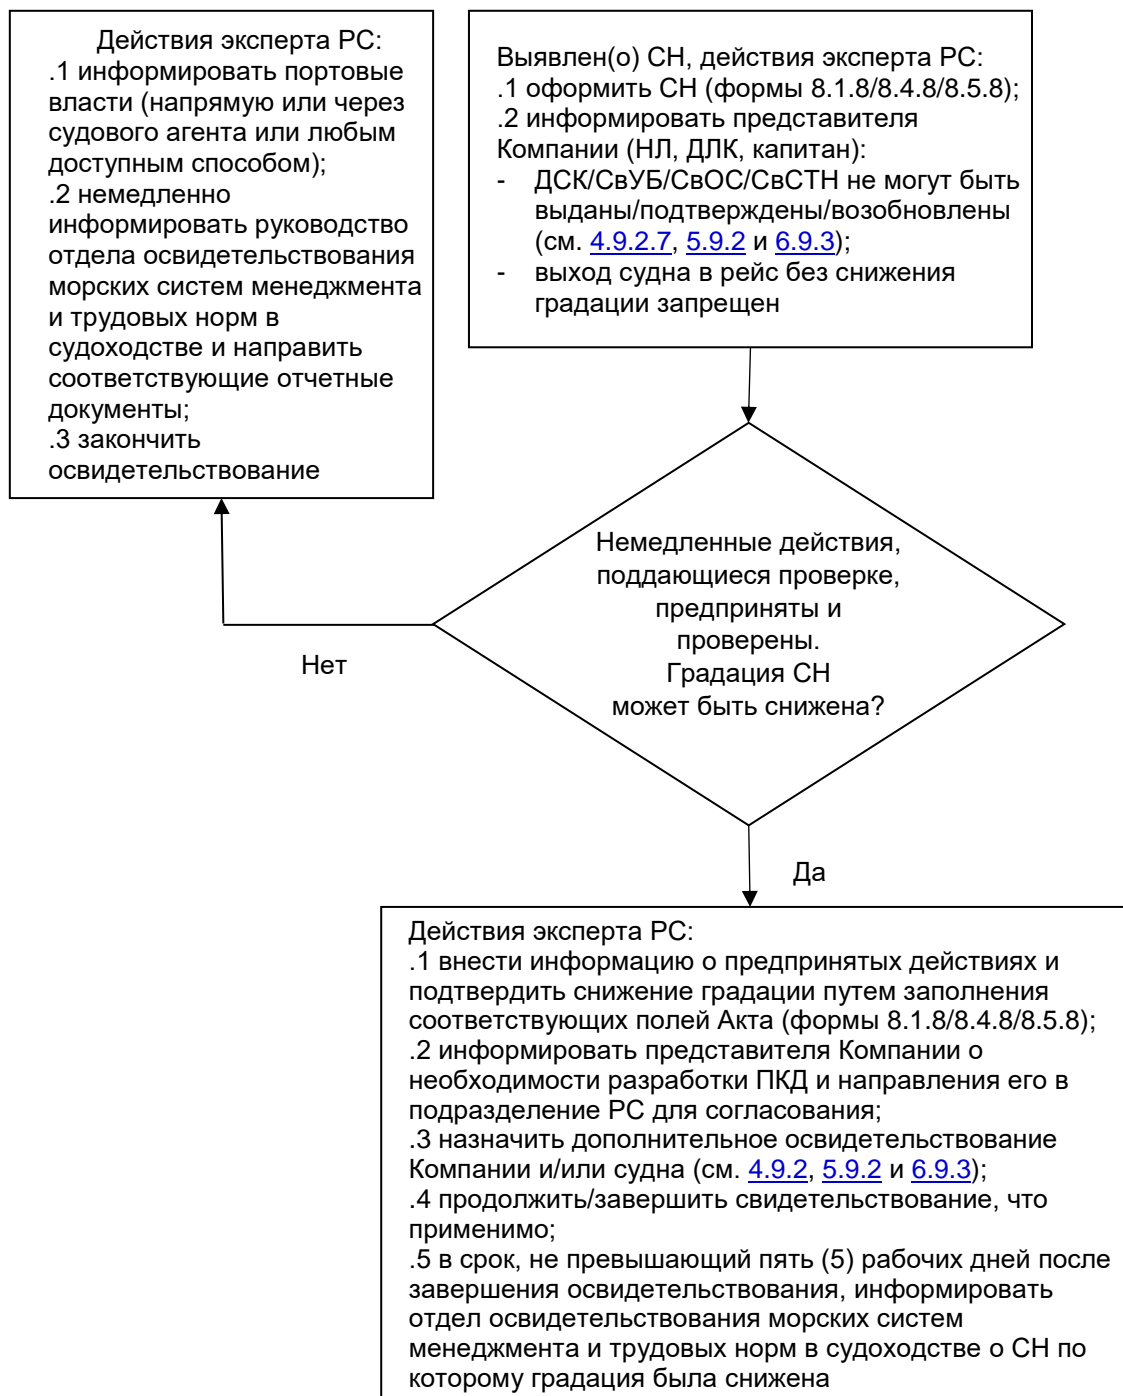 Действия эксперта РС:
.1 информировать портовые
власти (напрямую или через
судового агента или любым
доступным способом);
.2 немедленно
информировать руководство
отдела освидетельствования
морских систем менеджмента
и трудовых норм в
судоходстве и направить
соответствующие отчетные
документы;
.3 закончить
освидетельствование
Выявлен(о) СН, действия эксперта РС:
.1 оформить СН (формы 8.1.8/8.4.8/8.5.8);
.2 информировать представителя
Компании (НЛ, ДЛК, капитан):
- ДСК/СвУБ/СвОС/СвСТН не могут быть
выданы/подтверждены/возобновлены
(см. 4.9.2.7, 5.9.2 и 6.9.3);
- выход судна в рейс без снижения
градации запрещен
Немедленные действия,
поддающиеся проверке,
предприняты и
проверены.
Градация СН
может быть снижена?
Нет
Да
Действия эксперта РС:
.1 внести информацию о предпринятых действиях и
подтвердить снижение градации путем заполнения
соответствующих полей Акта (формы 8.1.8/8.4.8/8.5.8);
.2 информировать представителя Компании о
необходимости разработки ПКД и направления его в
подразделение РС для согласования;
.3 назначить дополнительное освидетельствование
Компании и/или судна (см. 4.9.2, 5.9.2 и 6.9.3);
.4 продолжить/завершить свидетельствование, что
применимо;
.5 в срок, не превышающий пять (5) рабочих дней после
завершения освидетельствования, информировать
отдел освидетельствования морских систем
менеджмента и трудовых норм в судоходстве о СН по
которому градация была снижена